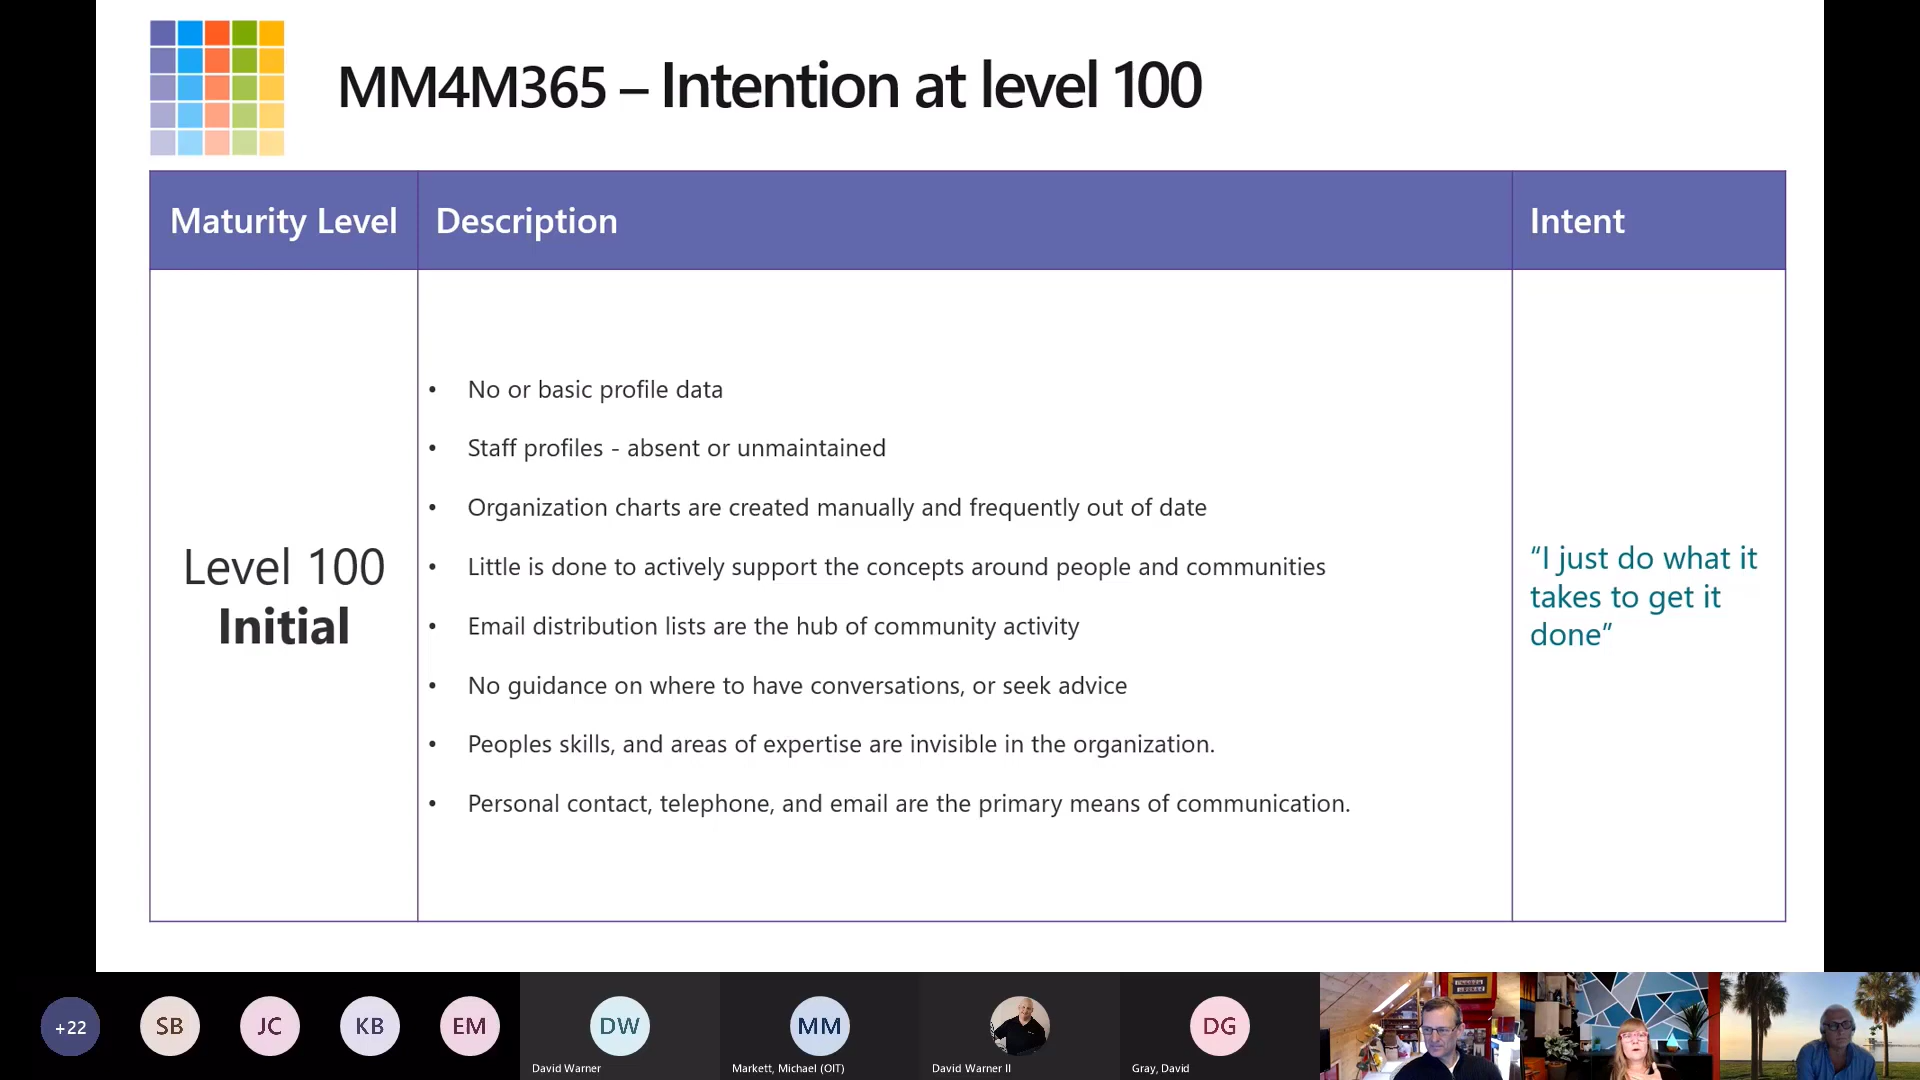 MM4M365 – Intention at level 100
Maturity Level
Description
Intent
Level 100
Initial
• No or basic profile data
• Staff profiles - absent or unmaintained
• Organization charts are created manually and frequently out of date
• Little is done to actively support the concepts around people and communities
• Email distribution lists are the hub of community activity
• No guidance on where to have conversations, or seek advice
• Peoples skills, and areas of expertise are invisible in the organization.
• Personal contact, telephone, and email are the primary means of communication.
“I just do what it
takes to get it
done”
+22
SB
JC
KB
EM
DW
David Warner
MM
Markett, Michael (OIT)
David Warner II
DG
Gray, David